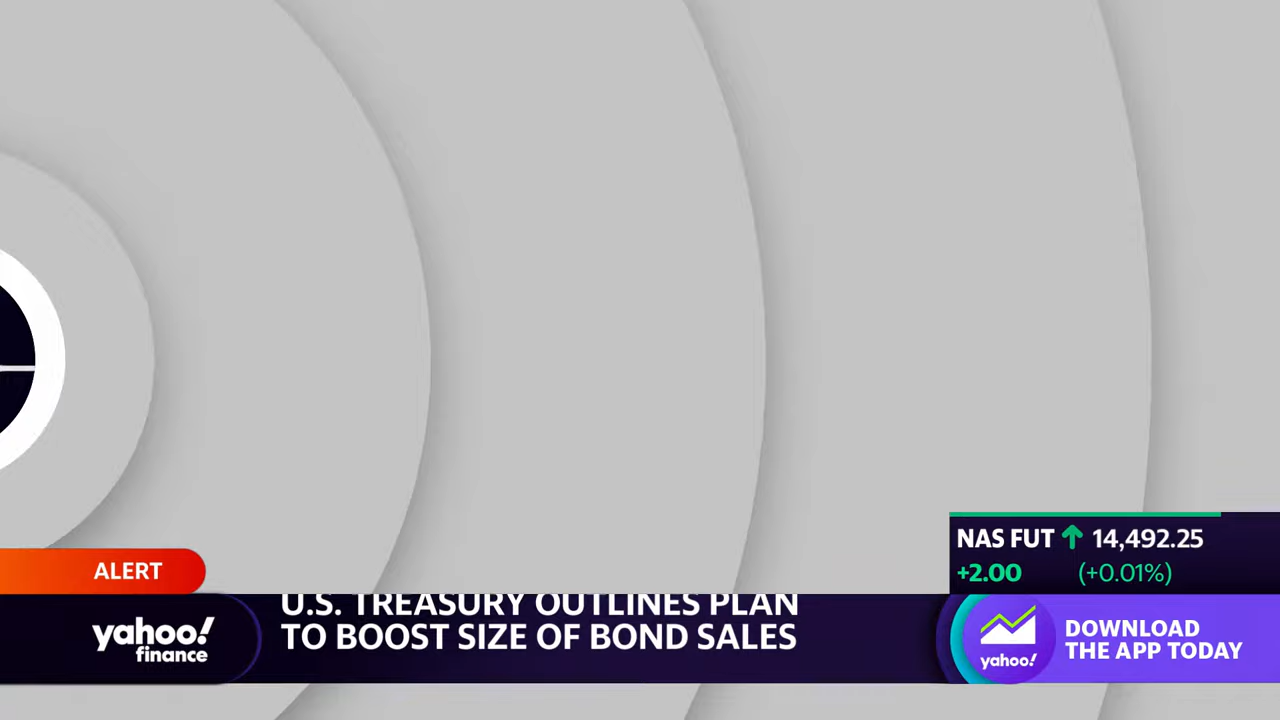 NAS FUT 14,492.25
+2.00 (+0.01%)
ALERT
yahoo!
finance
U.S. TREASURY OUTLINES PLAN
TO BOOST SIZE OF BOND SALES
yahoo!
DOWNLOAD
THE APP TODAY